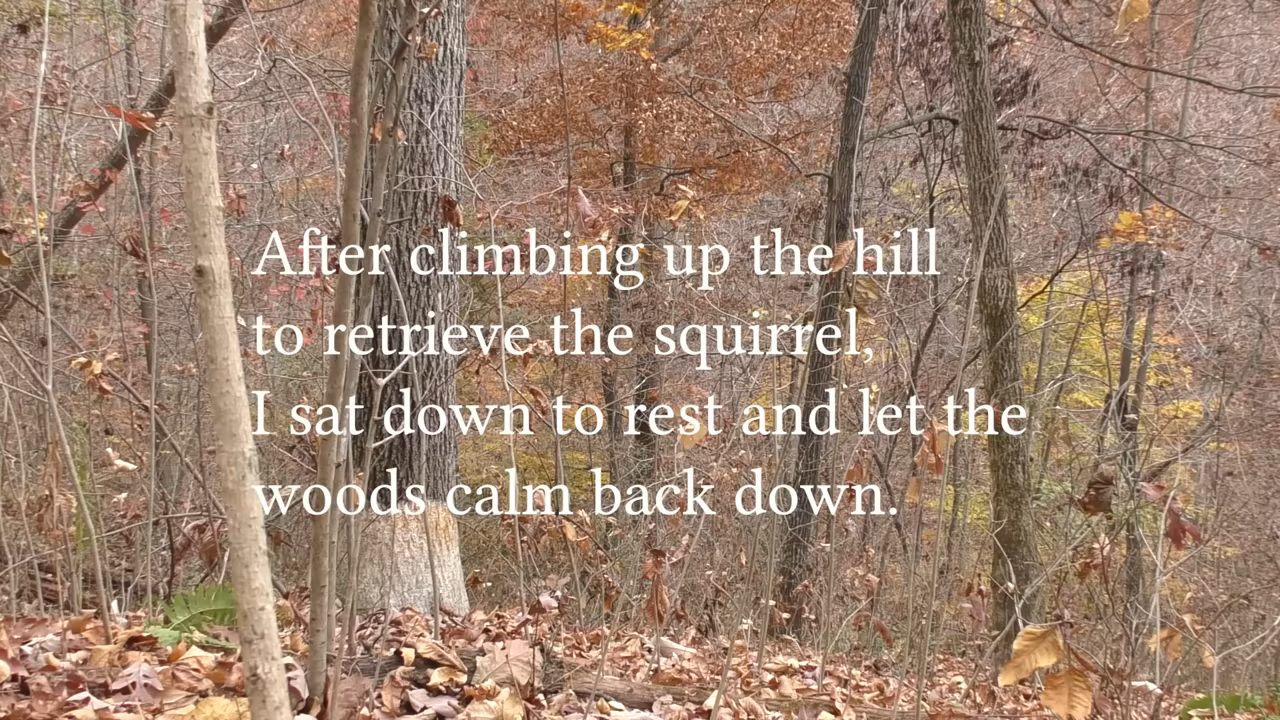 After climbing up the hill
to retrieve the squirrel,
I sat down to rest and let the
woods calm back down.